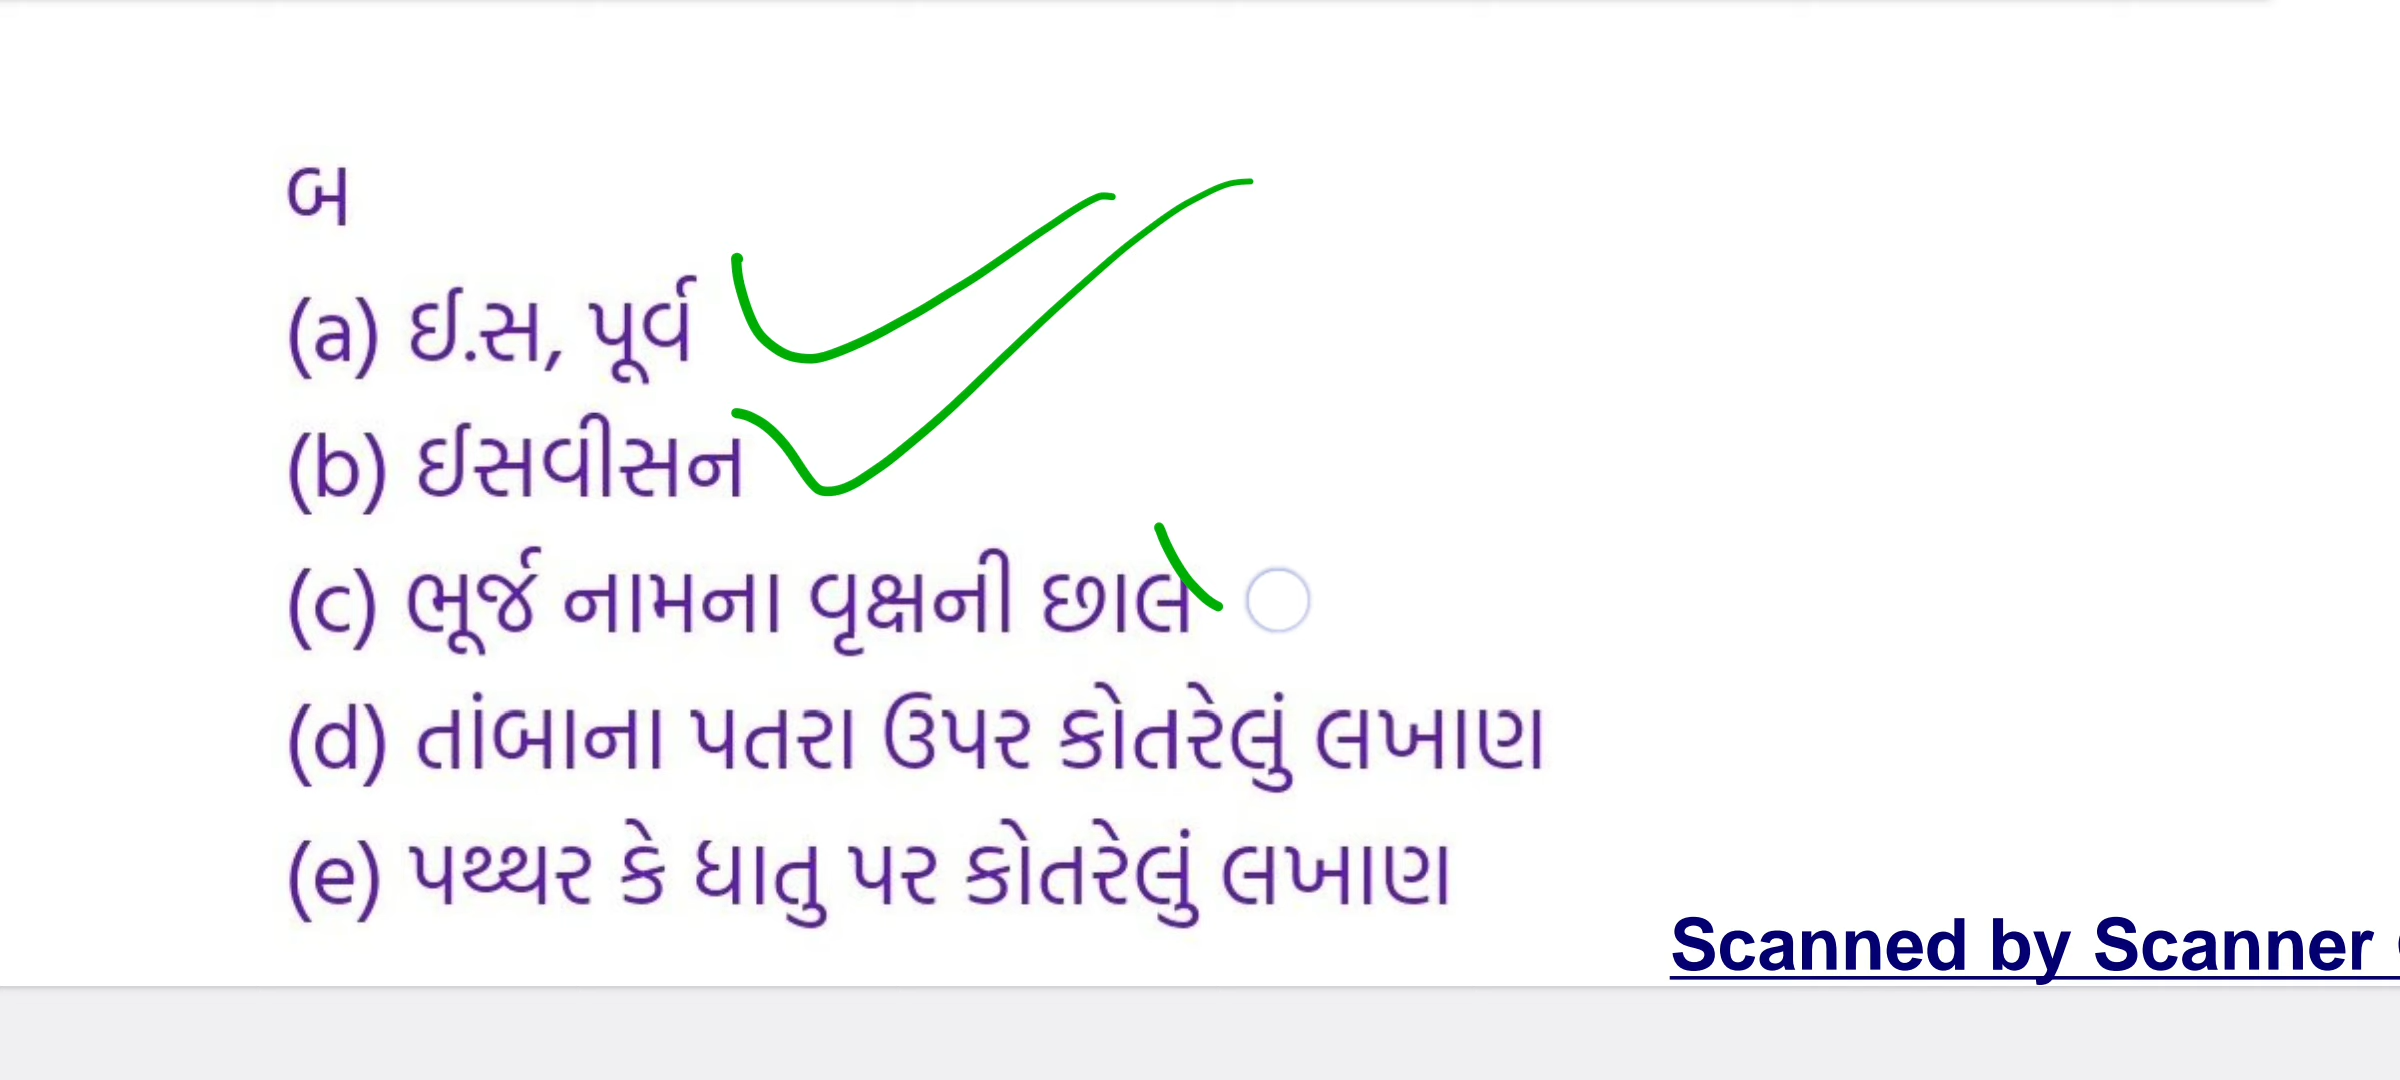 બ
(a) ઈ.સ, પૂર્વ
(b) ઈસવીસન
(c) ભૂર્જ નામના વૃક્ષની છાલ
(d) તાંબાના પતરા ઉપર કોતરેલું લખાણ
(e) પથ્થર કે ધાતુ પર કોતરેલું લખાણ
Scanned by Scanner